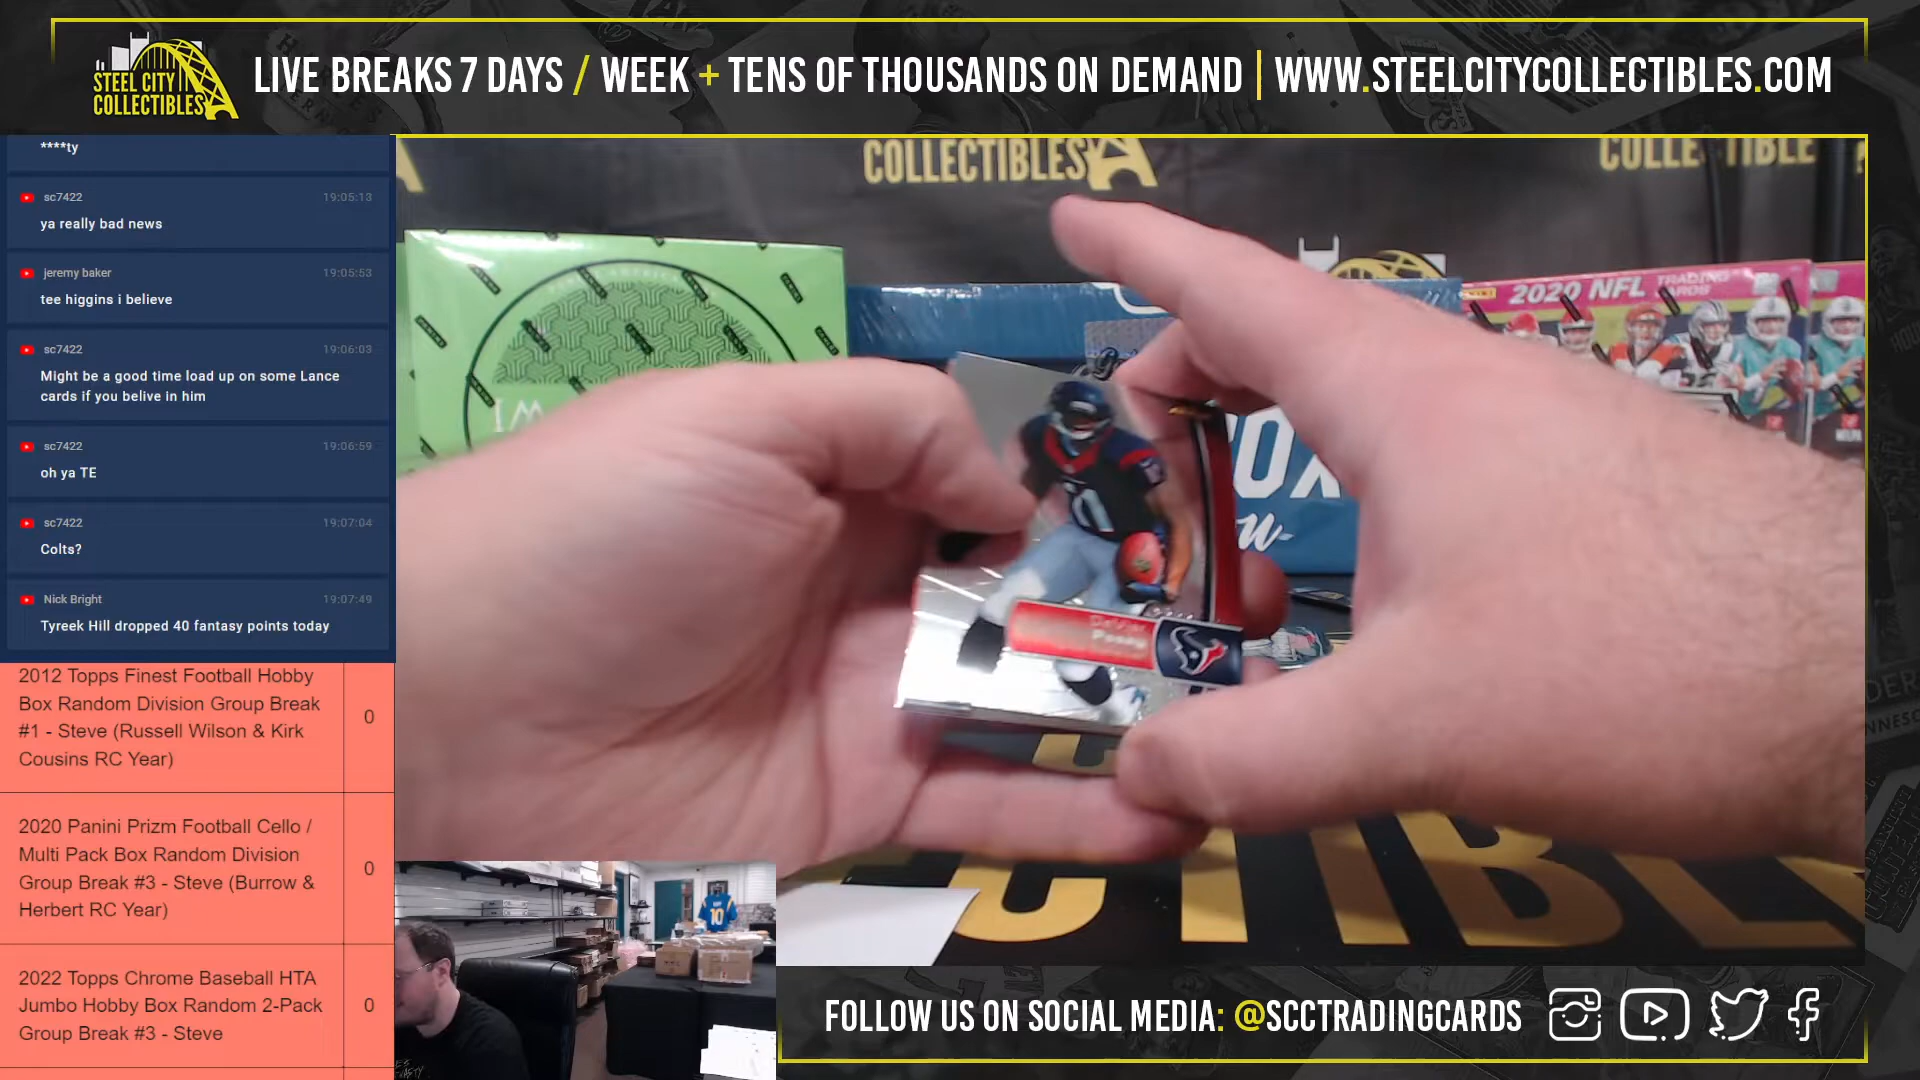 STEEL CITY
COLLECTIBLES
LIVE BREAKS 7 DAYS / WEEK + TENS OF THOUSANDS ON DEMAND | WWW.STEELCITYCOLLECTIBLES.COM
****ty
sc7422 19:05:13
ya really bad news
jeremy baker 19:05:53
tee higgins i believe
sc7422 19:06:03
Might be a good time load up on some Lance
cards if you belive in him
sc7422 19:06:59
oh ya TE
sc7422 19:07:04
Colts?
Nick Bright 19:07:49
Tyreek Hill dropped 40 fantasy points today
2012 Topps Finest Football Hobby
Box Random Division Group Break
#1 - Steve (Russell Wilson & Kirk
Cousins RC Year)
0
2020 Panini Prizm Football Cello /
Multi Pack Box Random Division
Group Break #3 - Steve (Burrow &
Herbert RC Year)
0
2022 Topps Chrome Baseball HTA
Jumbo Hobby Box Random 2-Pack
Group Break #3 - Steve
0
COLLECTIBLES
2020 NFL TRADING
CARDS
10
FOLLOW US ON SOCIAL MEDIA: @SCCTRADINGCARDS